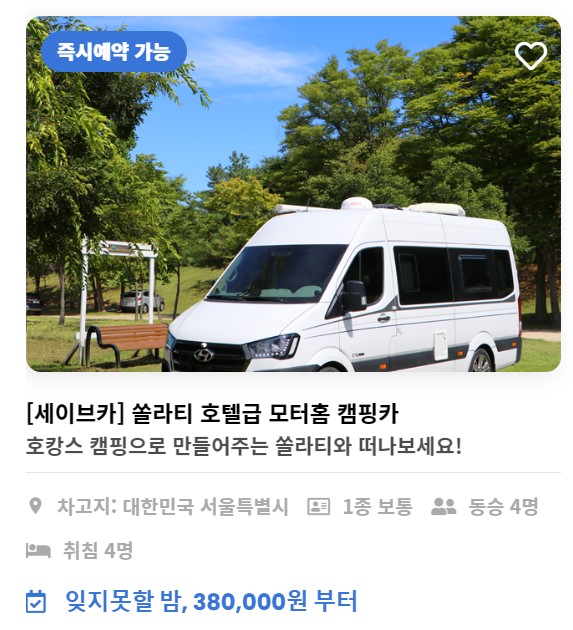 즉시예약 가능
[세이브카] 쏠라티 호텔급 모터홈 캠핑카
호캉스 캠핑으로 만들어주는 쏠라티와 떠나보세요!
차고지: 대한민국 서울특별시 1종 보통 동승 4명
취침 4명
잊지못할 밤, 380,000원 부터